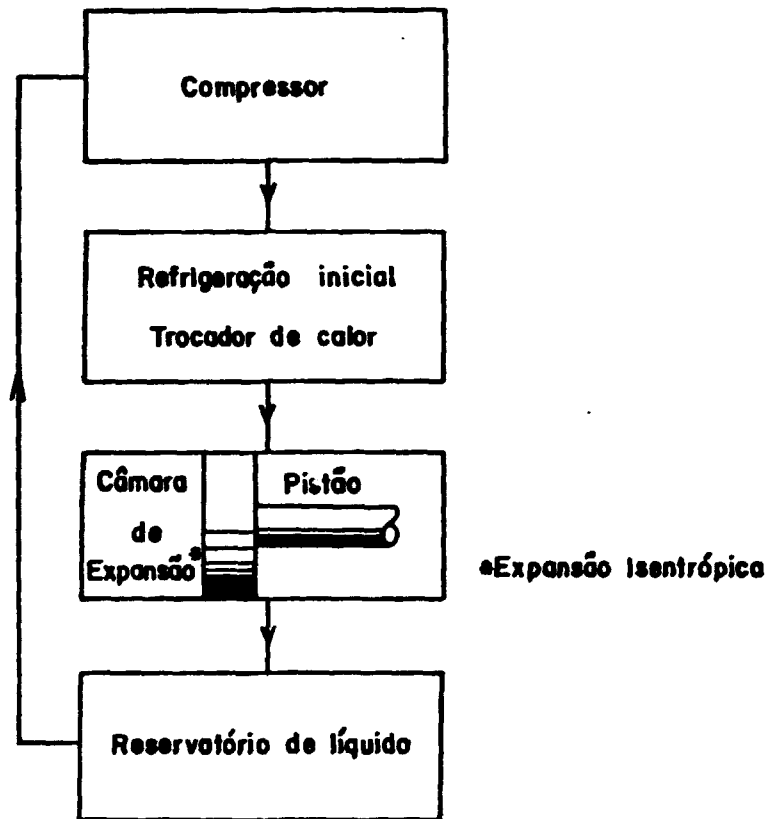 Compressor
Refrigeração inicial
Trocador de calor
Câmara
de
Expansão*
Pistão
*Expansão Isentrópica
Reservatório de líquido